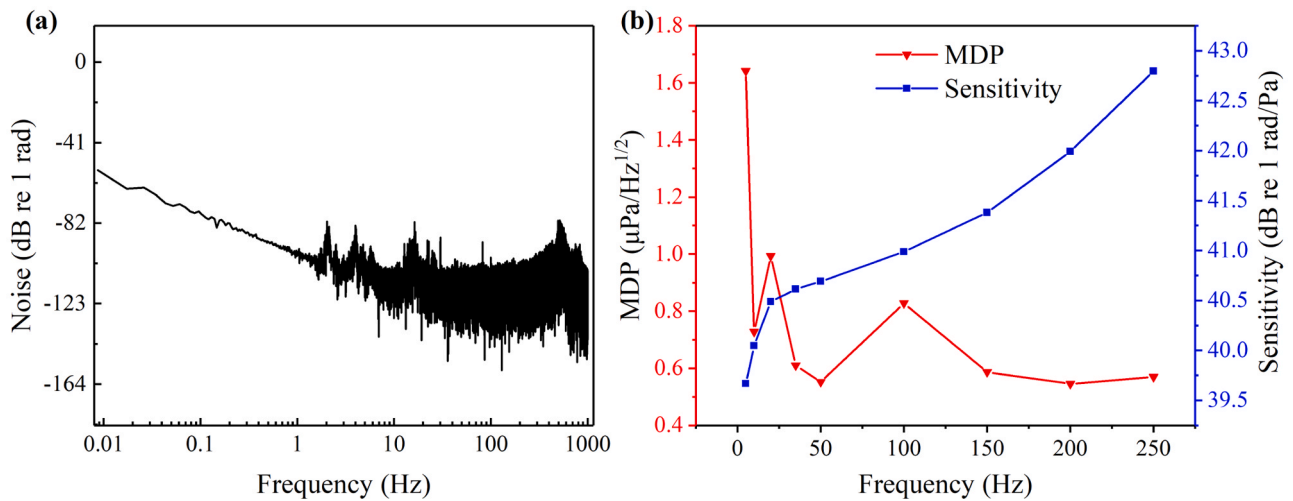 (a)
Noise (dB re 1 rad)
0
-41
-82
-123
-164
0.01 0.1 1 10 100 1000
Frequency (Hz)
(b)
MDP (μPa/Hz^1/2)
1.8
1.6
1.4
1.2
1.0
0.8
0.6
0.4
MDP
Sensitivity
43.0
42.5
42.0
41.5
41.0
40.5
40.0
39.5
Sensitivity (dB re 1 rad/Pa)
0 50 100 150 200 250
Frequency (Hz)